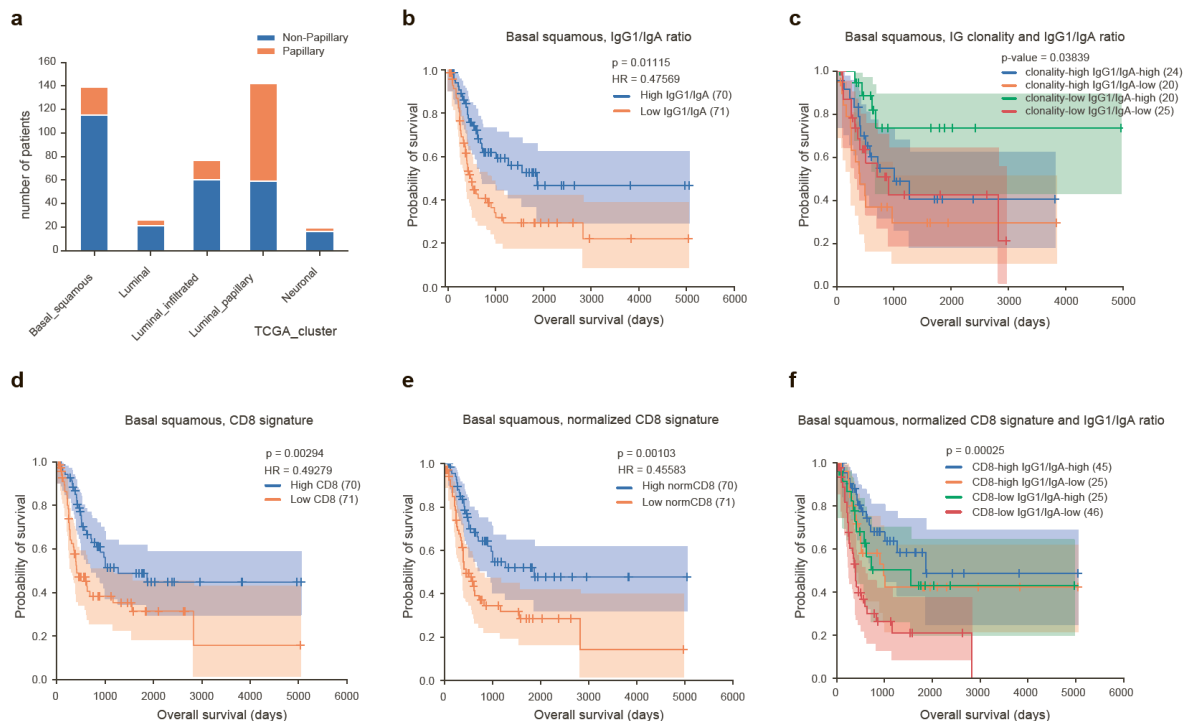 a
Non-Papillary
Papillary
160
140
120
100
80
60
40
20
0
number of patients
Basal_squamous
Luminal
Luminal_infiltrated
Luminal_papillary
Neuronal
TCGA_cluster
b
Basal squamous, IgG1/IgA ratio
p = 0.01115
HR = 0.47569
High IgG1/IgA (70)
Low IgG1/IgA (71)
1.0
0.8
0.6
0.4
0.2
0.0
Probability of survival
0 1000 2000 3000 4000 5000 6000
Overall survival (days)
c
Basal squamous, IG clonality and IgG1/IgA ratio
p-value = 0.03839
clonality-high IgG1/IgA-high (24)
clonality-high IgG1/IgA-low (20)
clonality-low IgG1/IgA-high (20)
clonality-low IgG1/IgA-low (25)
1.0
0.8
0.6
0.4
0.2
0.0
Probability of survival
0 1000 2000 3000 4000 5000
Overall survival (days)
d
Basal squamous, CD8 signature
p = 0.00294
HR = 0.49279
High CD8 (70)
Low CD8 (71)
1.0
0.8
0.6
0.4
0.2
0.0
Probability of survival
0 1000 2000 3000 4000 5000 6000
Overall survival (days)
e
Basal squamous, normalized CD8 signature
p = 0.00103
HR = 0.45583
High normCD8 (70)
Low normCD8 (71)
1.0
0.8
0.6
0.4
0.2
0.0
Probability of survival
0 1000 2000 3000 4000 5000 6000
Overall survival (days)
f
Basal squamous, normalized CD8 signature and IgG1/IgA ratio
p = 0.00025
CD8-high IgG1/IgA-high (45)
CD8-high IgG1/IgA-low (25)
CD8-low IgG1/IgA-high (25)
CD8-low IgG1/IgA-low (46)
1.0
0.8
0.6
0.4
0.2
0.0
Probability of survival
0 1000 2000 3000 4000 5000 6000
Overall survival (days)